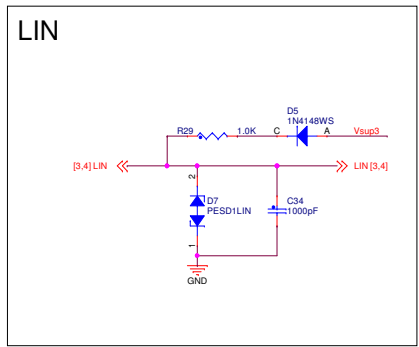 LIN
D5
1N4148WS
R29 1.0K C A Vsup3
[3,4] LIN LIN [3,4]
2
D7
PESD1LIN
C34
1000pF
1
GND